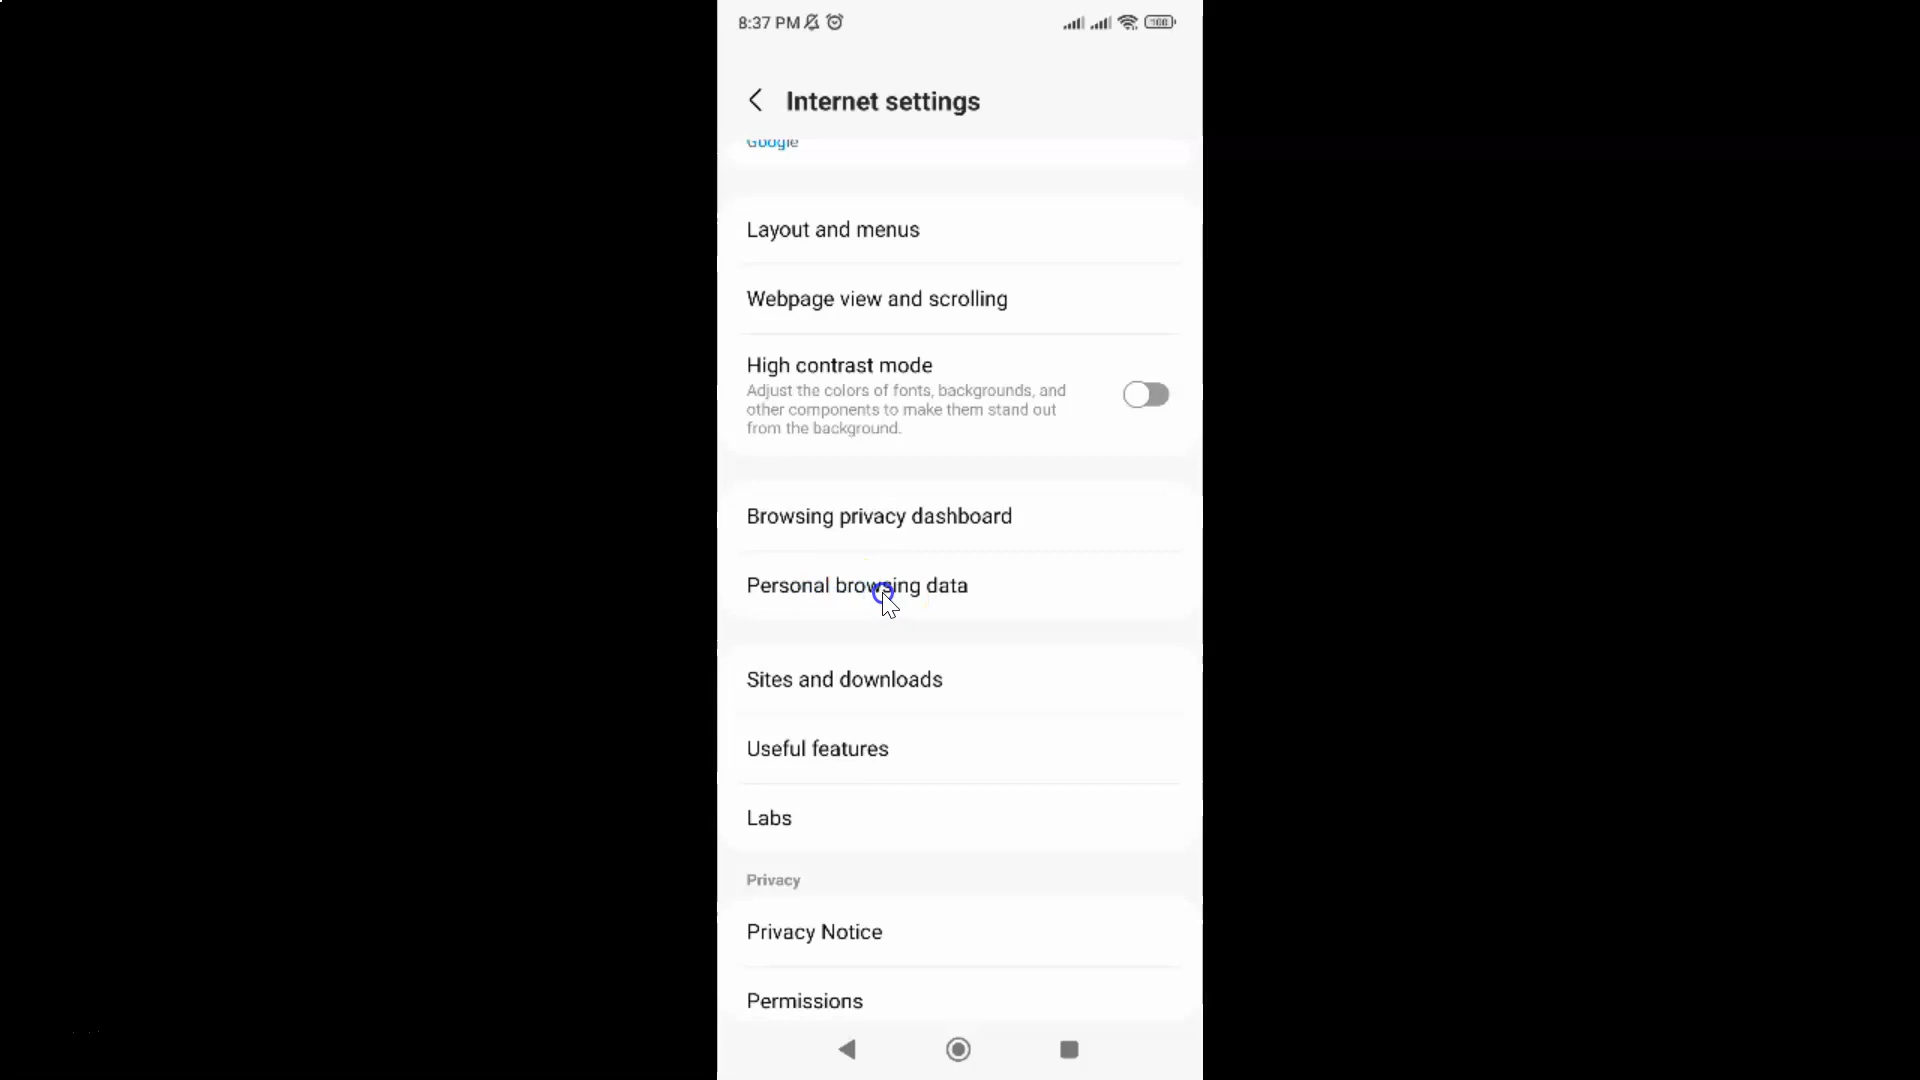 8:37 PM 100
Internet settings
Google
Layout and menus
Webpage view and scrolling
High contrast mode
Adjust the colors of fonts, backgrounds, and
other components to make them stand out
from the background.
Browsing privacy dashboard
Personal browsing data
Sites and downloads
Useful features
Labs
Privacy
Privacy Notice
Permissions